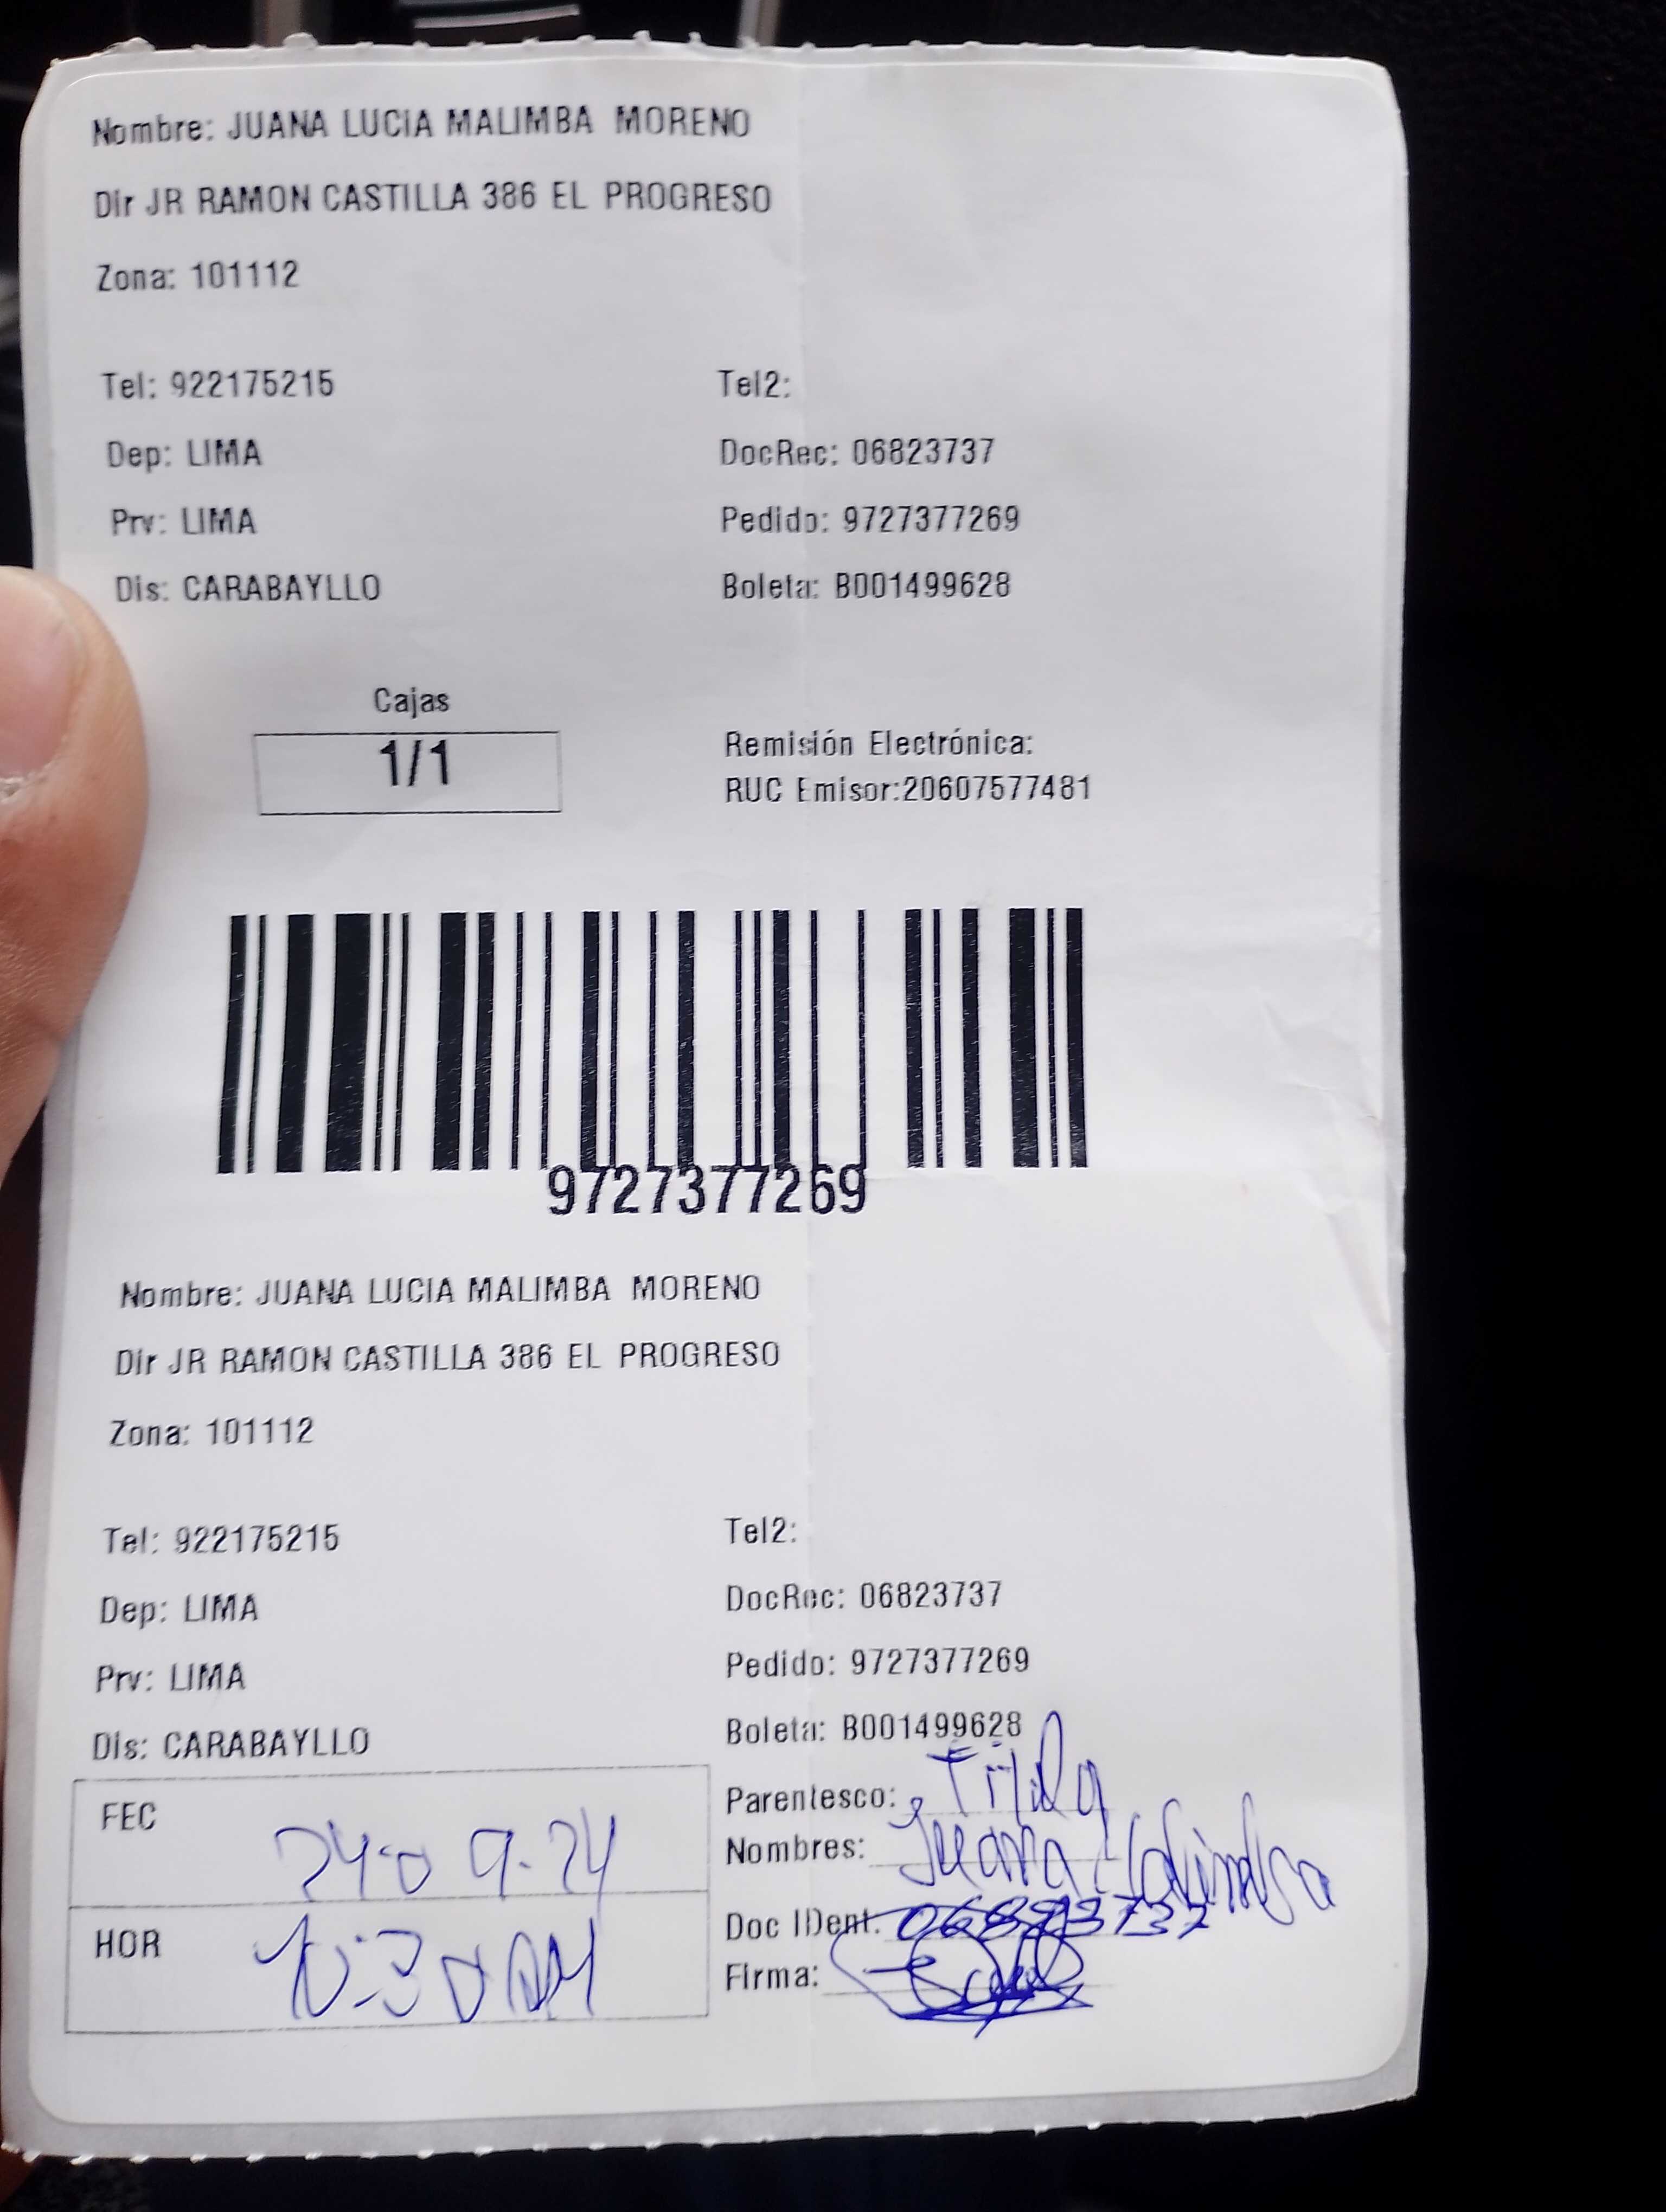 Nombre: JUANA LUCIA MALIMBA MORENO
Dir JR RAMON CASTILLA 386 EL PROGRESO
Zona: 101112
Tel: 922175215
Tel2:
Dep: LIMA
DocRec: 06823737
Prv: LIMA
Pedido: 9727377269
Dis: CARABAYLLO
Boleta: B001499628
Cajas
1/1
Remisión Electrónica:
RUC Emisor:20607577481
9727377269
Nombre: JUANA LUCIA MALIMBA MORENO
Dir JR RAMON CASTILLA 386 EL PROGRESO
Zona: 101112
Tel: 922175215
Tel2:
Dep: LIMA
DocRec: 06823737
Prv: LIMA
Pedido: 9727377269
Dis: CARABAYLLO
Boleta: B001499628
FEC 24-09-24
Parentesco:
Nombres: Juana Malimba
HOR 10:30 AM
Doc IDent. 06823737
Firma: